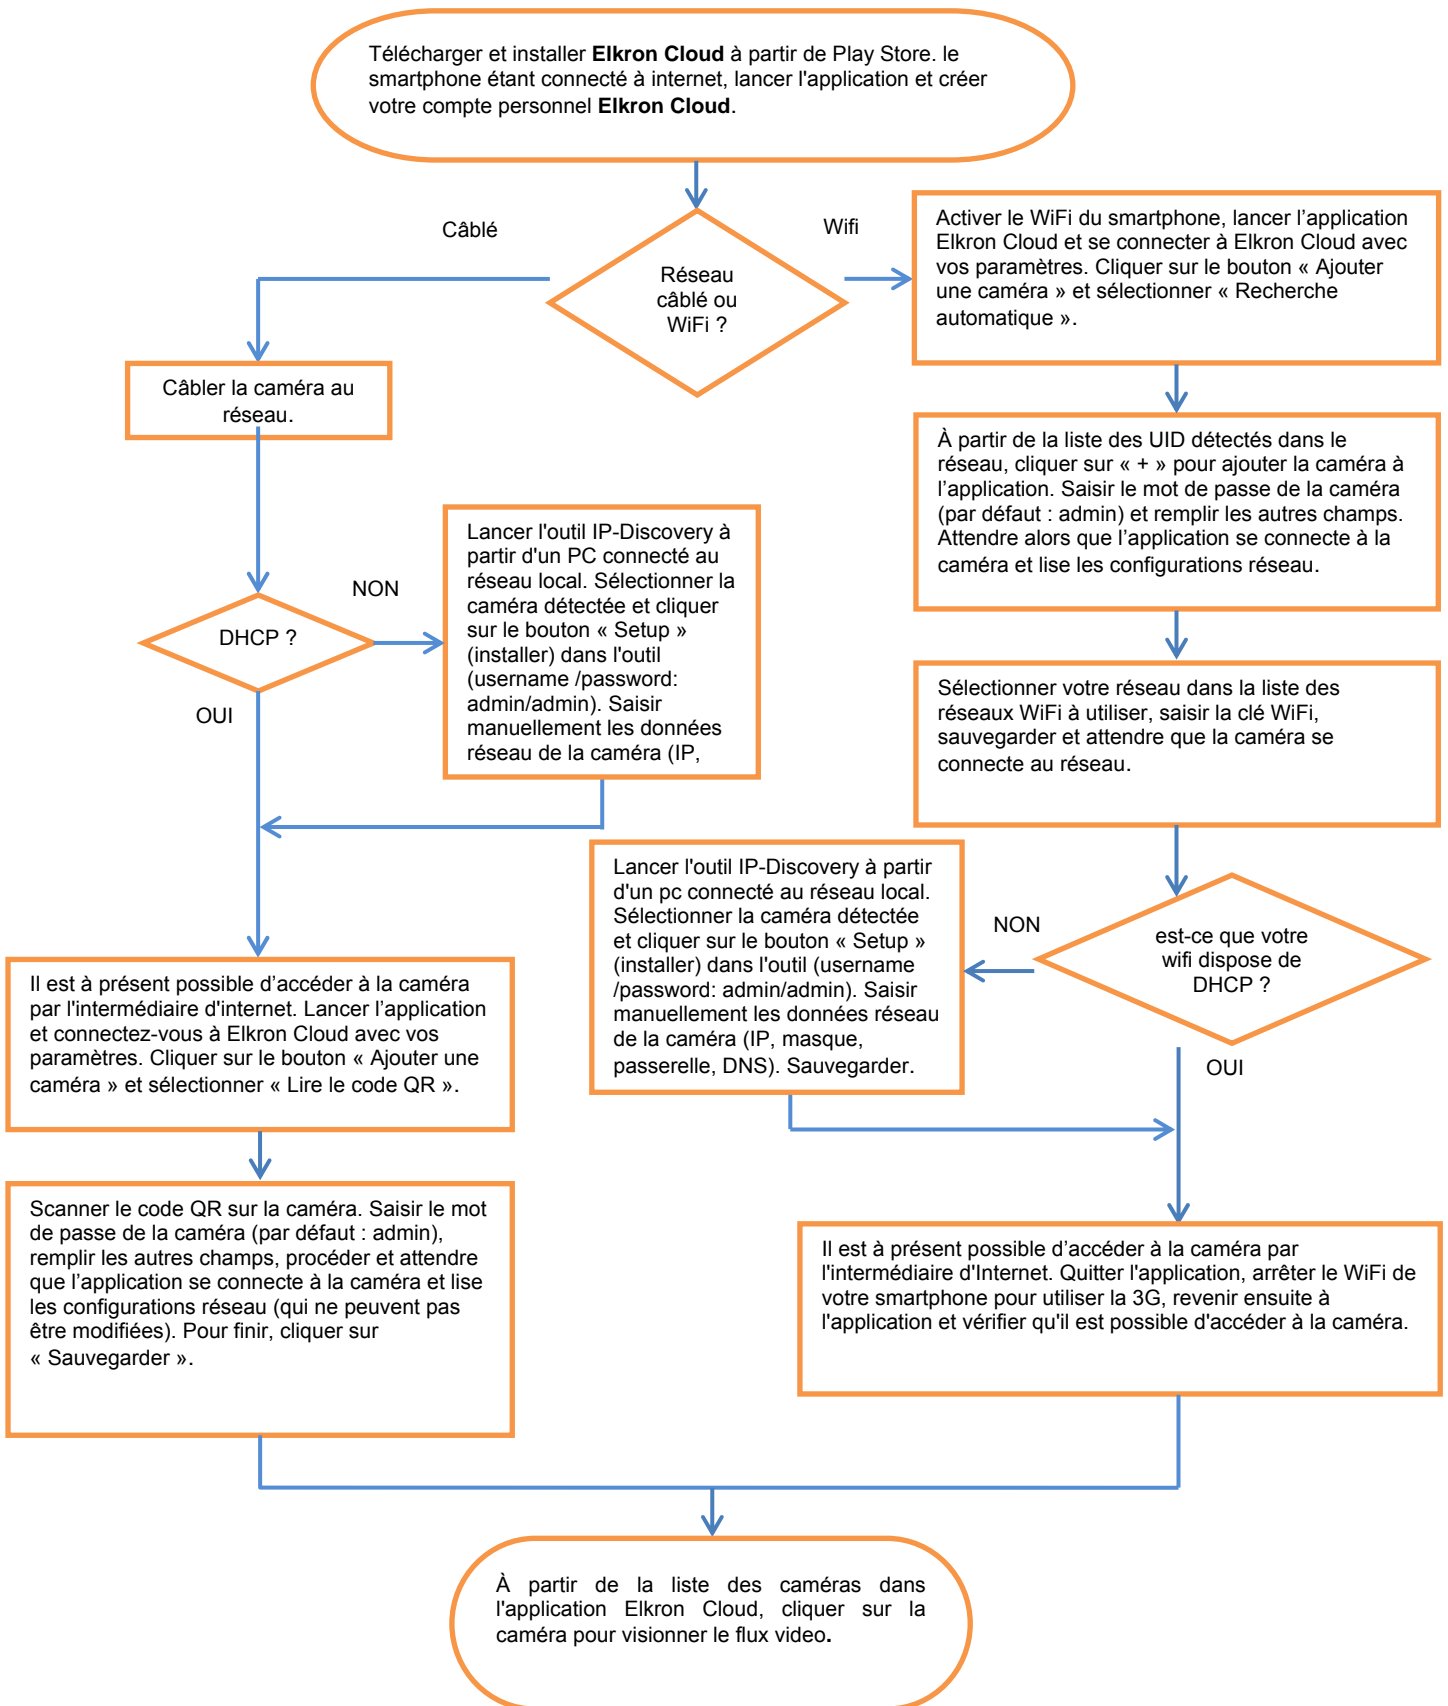 Télécharger et installer Elkron Cloud à partir de Play Store. le
smartphone étant connecté à internet, lancer l'application et créer
votre compte personnel Elkron Cloud.
Câblé
Wifi
Réseau
câblé ou
WiFi ?
Activer le WiFi du smartphone, lancer l’application
Elkron Cloud et se connecter à Elkron Cloud avec
vos paramètres. Cliquer sur le bouton « Ajouter
une caméra » et sélectionner « Recherche
automatique ».
Câbler la caméra au
réseau.
À partir de la liste des UID détectés dans le
réseau, cliquer sur « + » pour ajouter la caméra à
l’application. Saisir le mot de passe de la caméra
(par défaut : admin) et remplir les autres champs.
Attendre alors que l’application se connecte à la
caméra et lise les configurations réseau.
Lancer l'outil IP-Discovery à
partir d'un PC connecté au
réseau local. Sélectionner la
caméra détectée et cliquer
sur le bouton « Setup »
(installer) dans l'outil
(username /password:
admin/admin). Saisir
manuellement les données
réseau de la caméra (IP,
NON
DHCP ?
OUI
Sélectionner votre réseau dans la liste des
réseaux WiFi à utiliser, saisir la clé WiFi,
sauvegarder et attendre que la caméra se
connecte au réseau.
Lancer l'outil IP-Discovery à partir
d'un pc connecté au réseau local.
Sélectionner la caméra détectée
et cliquer sur le bouton « Setup »
(installer) dans l'outil (username
/password: admin/admin). Saisir
manuellement les données réseau
de la caméra (IP, masque,
passerelle, DNS). Sauvegarder.
NON
est-ce que votre
wifi dispose de
DHCP ?
OUI
Il est à présent possible d’accéder à la caméra
par l'intermédiaire d'internet. Lancer l’application
et connectez-vous à Elkron Cloud avec vos
paramètres. Cliquer sur le bouton « Ajouter une
caméra » et sélectionner « Lire le code QR ».
Scanner le code QR sur la caméra. Saisir le mot
de passe de la caméra (par défaut : admin),
remplir les autres champs, procéder et attendre
que l’application se connecte à la caméra et lise
les configurations réseau (qui ne peuvent pas
être modifiées). Pour finir, cliquer sur
« Sauvegarder ».
Il est à présent possible d’accéder à la caméra par
l'intermédiaire d'Internet. Quitter l'application, arrêter le WiFi de
votre smartphone pour utiliser la 3G, revenir ensuite à
l'application et vérifier qu'il est possible d'accéder à la caméra.
À partir de la liste des caméras dans
l'application Elkron Cloud, cliquer sur la
caméra pour visionner le flux video.